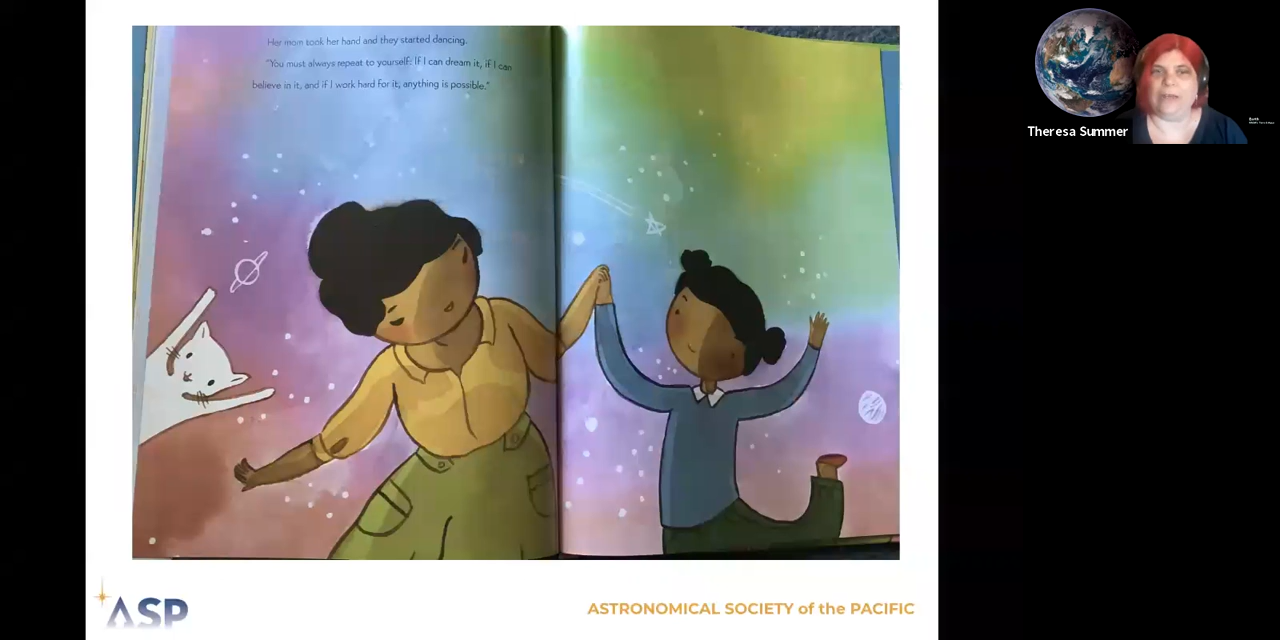 Her mom took her hand and they started dancing.
"You must always repeat to yourself: If I can dream it, if I can
believe in it, and if I work hard for it, anything is possible."
Theresa Summer
ASP
ASTRONOMICAL SOCIETY of the PACIFIC